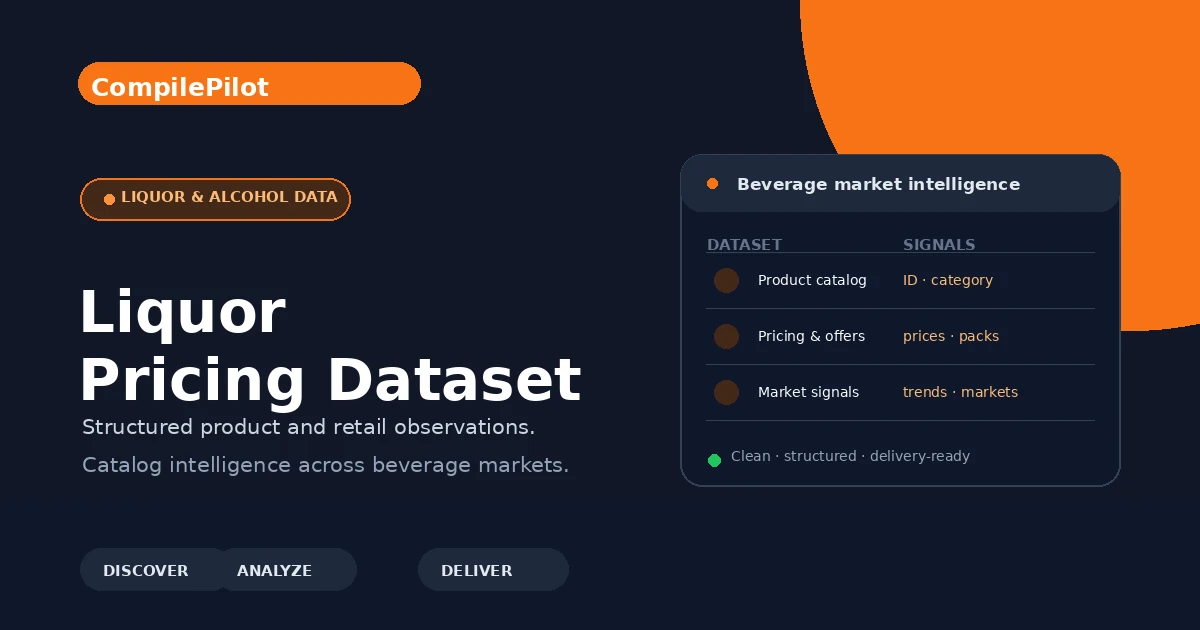 CompilePilot
LIQUOR & ALCOHOL DATA
Liquor
Pricing Dataset
Structured product and retail observations.
Catalog intelligence across beverage markets.
DISCOVER ANALYZE DELIVER
Beverage market intelligence
DATASET SIGNALS
Product catalog ID · category
Pricing & offers prices · packs
Market signals trends · markets
Clean · structured · delivery-ready